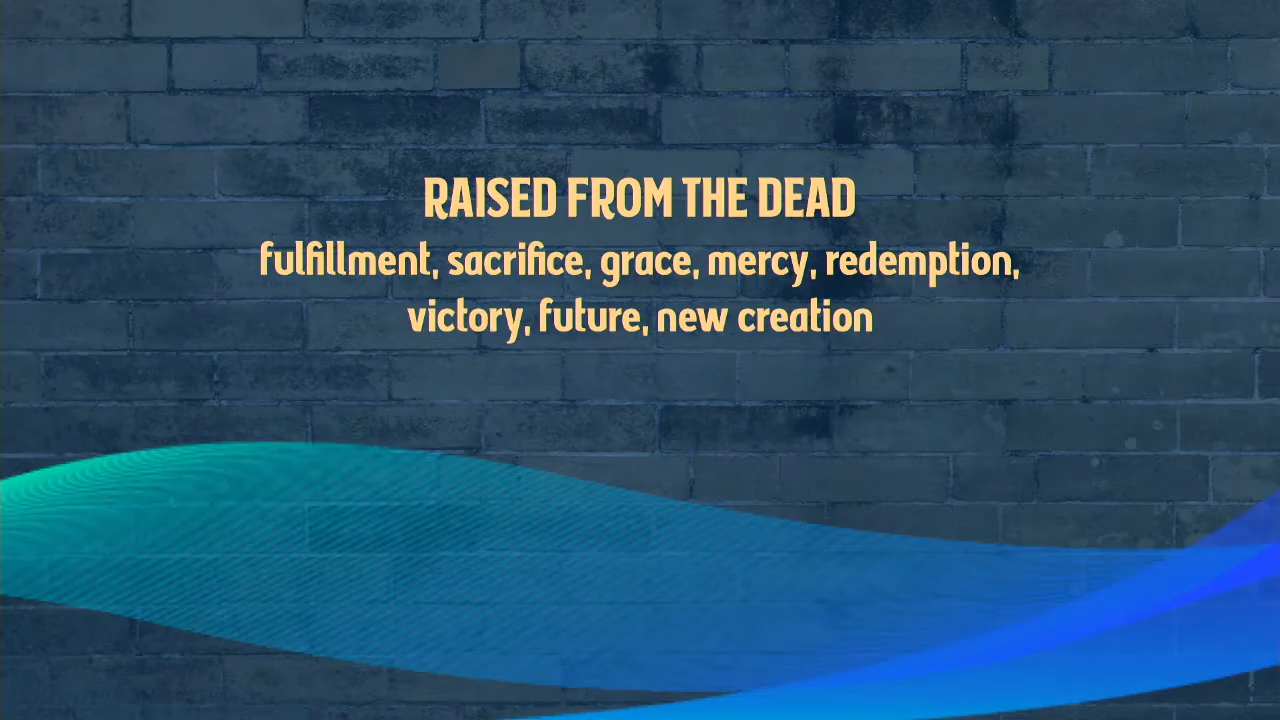 RAISED FROM THE DEAD
fulfillment, sacrifice, grace, mercy, redemption,
victory, future, new creation